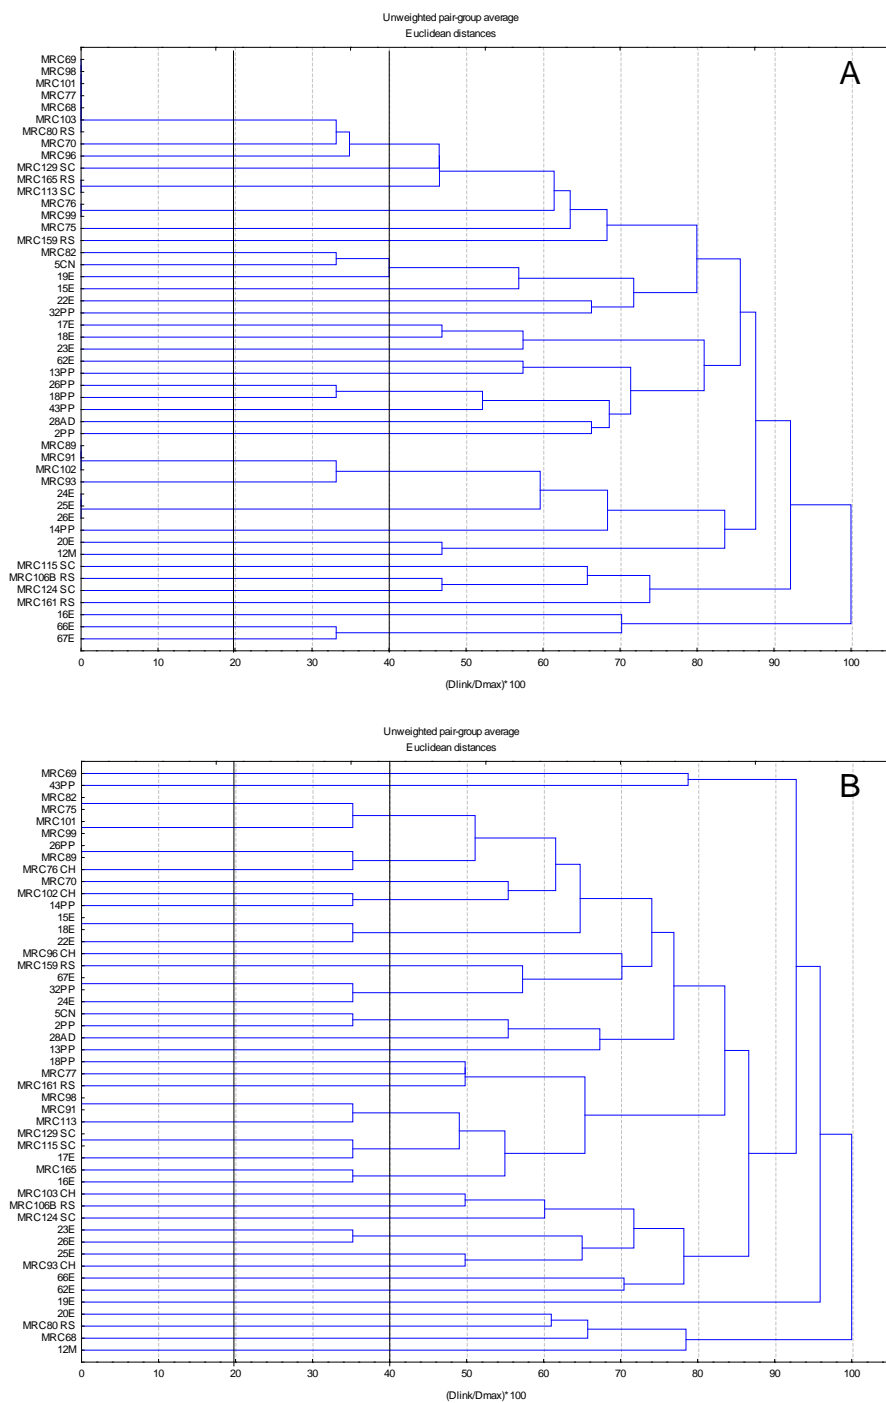 Unweighted pair-group average
Euclidean distances
A
MRC69
MRC98
MRC101
MRC77
MRC68
MRC103
MRC80 RS
MRC70
MRC96
MRC129 SC
MRC165 RS
MRC113 SC
MRC76
MRC99
MRC75
MRC159 RS
MRC82
5CN
19E
15E
22E
32PP
17E
18E
23E
62E
13PP
26PP
18PP
43PP
28AD
2PP
MRC89
MRC91
MRC102
MRC93
24E
25E
26E
14PP
20E
12M
MRC115 SC
MRC106B RS
MRC124 SC
MRC161 RS
16E
66E
67E
0 10 20 30 40 50 60 70 80 90 100
(Dlink/Dmax)*100
Unweighted pair-group average
Euclidean distances
B
MRC69
43PP
MRC82
MRC75
MRC101
MRC99
26PP
MRC89
MRC76 CH
MRC70
MRC102 CH
14PP
15E
18E
22E
MRC96 CH
MRC159 RS
67E
32PP
24E
5CN
2PP
28AD
13PP
18PP
MRC77
MRC161 RS
MRC98
MRC91
MRC113
MRC129 SC
MRC115 SC
17E
MRC165
16E
MRC103 CH
MRC106B RS
MRC124 SC
23E
26E
25E
MRC93 CH
66E
62E
19E
20E
MRC80 RS
MRC68
12M
0 10 20 30 40 50 60 70 80 90 100
(Dlink/Dmax)*100